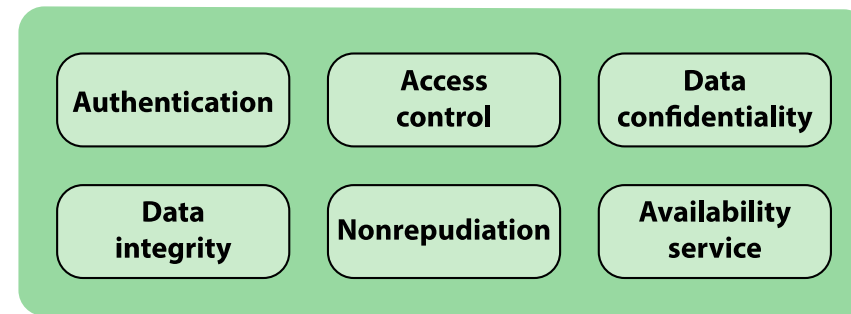 Authentication
Access
control
Data
confidentiality
Data
integrity
Nonrepudiation
Availability
service